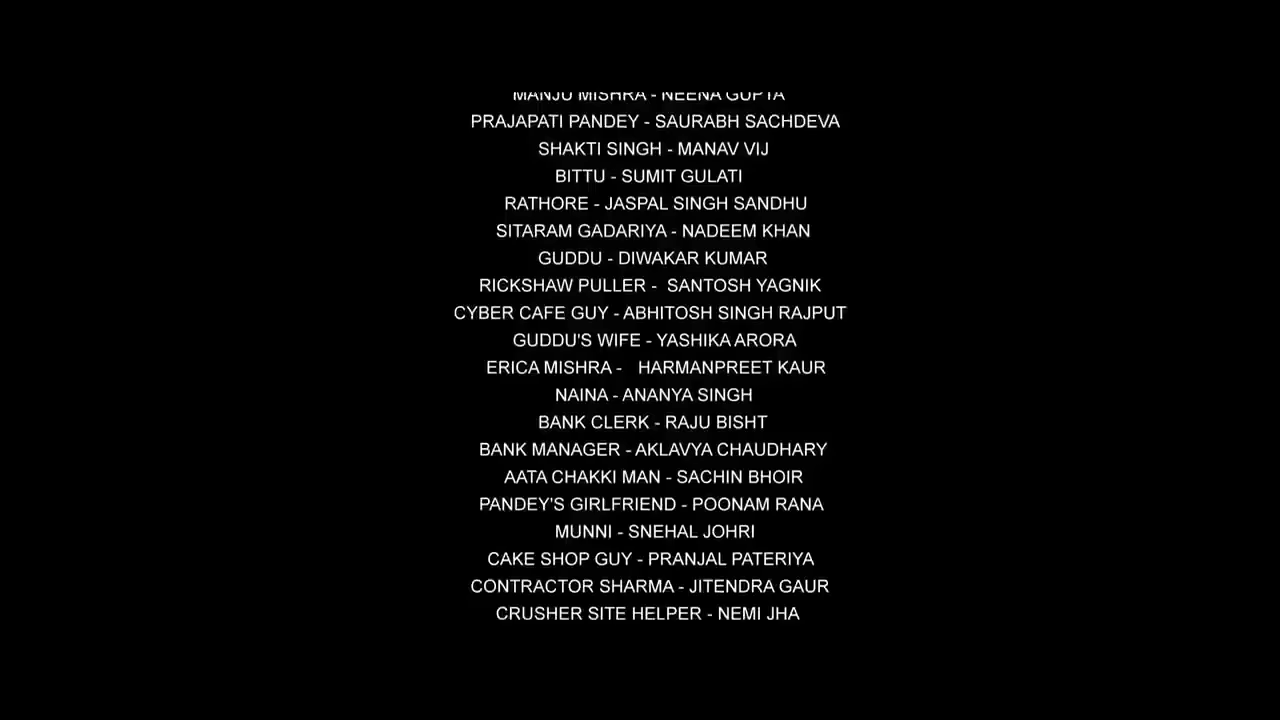 MANJU MISHRA - NEENA GUPTA
PRAJAPATI PANDEY - SAURABH SACHDEVA
SHAKTI SINGH - MANAV VIJ
BITTU - SUMIT GULATI
RATHORE - JASPAL SINGH SANDHU
SITARAM GADARIYA - NADEEM KHAN
GUDDU - DIWAKAR KUMAR
RICKSHAW PULLER - SANTOSH YAGNIK
CYBER CAFE GUY - ABHITOSH SINGH RAJPUT
GUDDU'S WIFE - YASHIKA ARORA
ERICA MISHRA - HARMANPREET KAUR
NAINA - ANANYA SINGH
BANK CLERK - RAJU BISHT
BANK MANAGER - AKLAVYA CHAUDHARY
AATA CHAKKI MAN - SACHIN BHOIR
PANDEY'S GIRLFRIEND - POONAM RANA
MUNNI - SNEHAL JOHRI
CAKE SHOP GUY - PRANJAL PATERIYA
CONTRACTOR SHARMA - JITENDRA GAUR
CRUSHER SITE HELPER - NEMI JHA